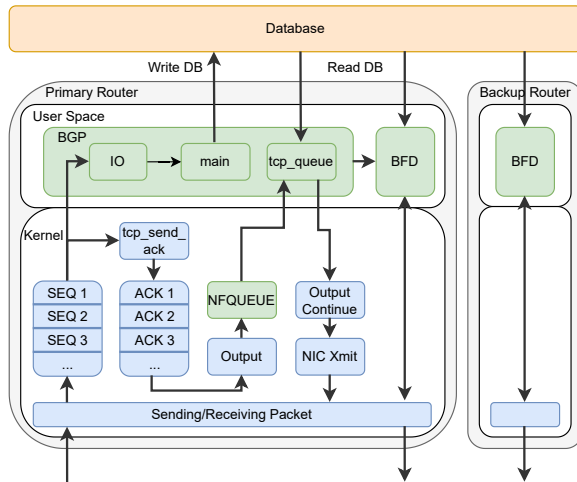 Database
Write DB
Read DB
Primary Router
Backup Router
User Space
BGP
IO
main
tcp_queue
BFD
BFD
Kernel
tcp_send_
ack
SEQ 1
SEQ 2
SEQ 3
...
ACK 1
ACK 2
ACK 3
...
NFQUEUE
Output
Output
Continue
NIC Xmit
Sending/Receiving Packet